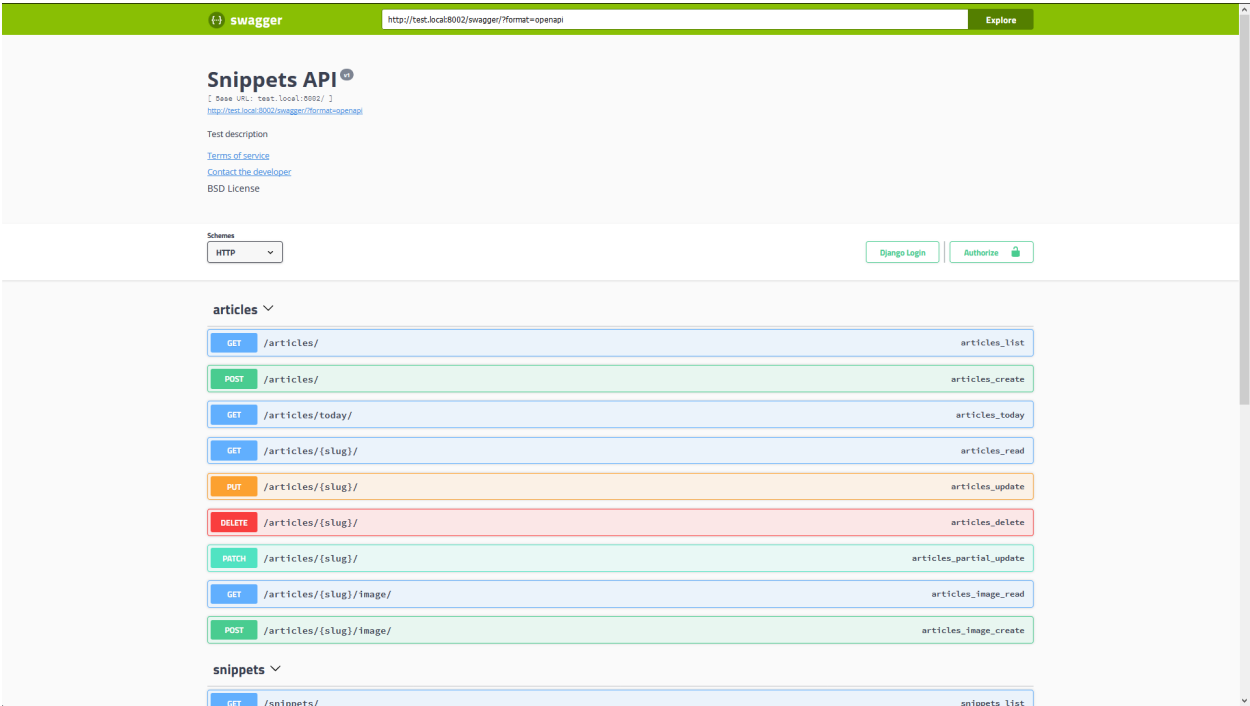 {··} swagger
http://test.local:8002/swagger/?format=openapi
Explore
Snippets API v1
[ Base URL: test.local:8002/ ]
http://test.local:8002/swagger/?format=openapi
Test description
Terms of service
Contact the developer
BSD License
Schemes
HTTP
Django Login
Authorize
articles
GET /articles/ articles_list
POST /articles/ articles_create
GET /articles/today/ articles_today
GET /articles/{slug}/ articles_read
PUT /articles/{slug}/ articles_update
DELETE /articles/{slug}/ articles_delete
PATCH /articles/{slug}/ articles_partial_update
GET /articles/{slug}/image/ articles_image_read
POST /articles/{slug}/image/ articles_image_create
snippets
GET /snippets/ snippets_list